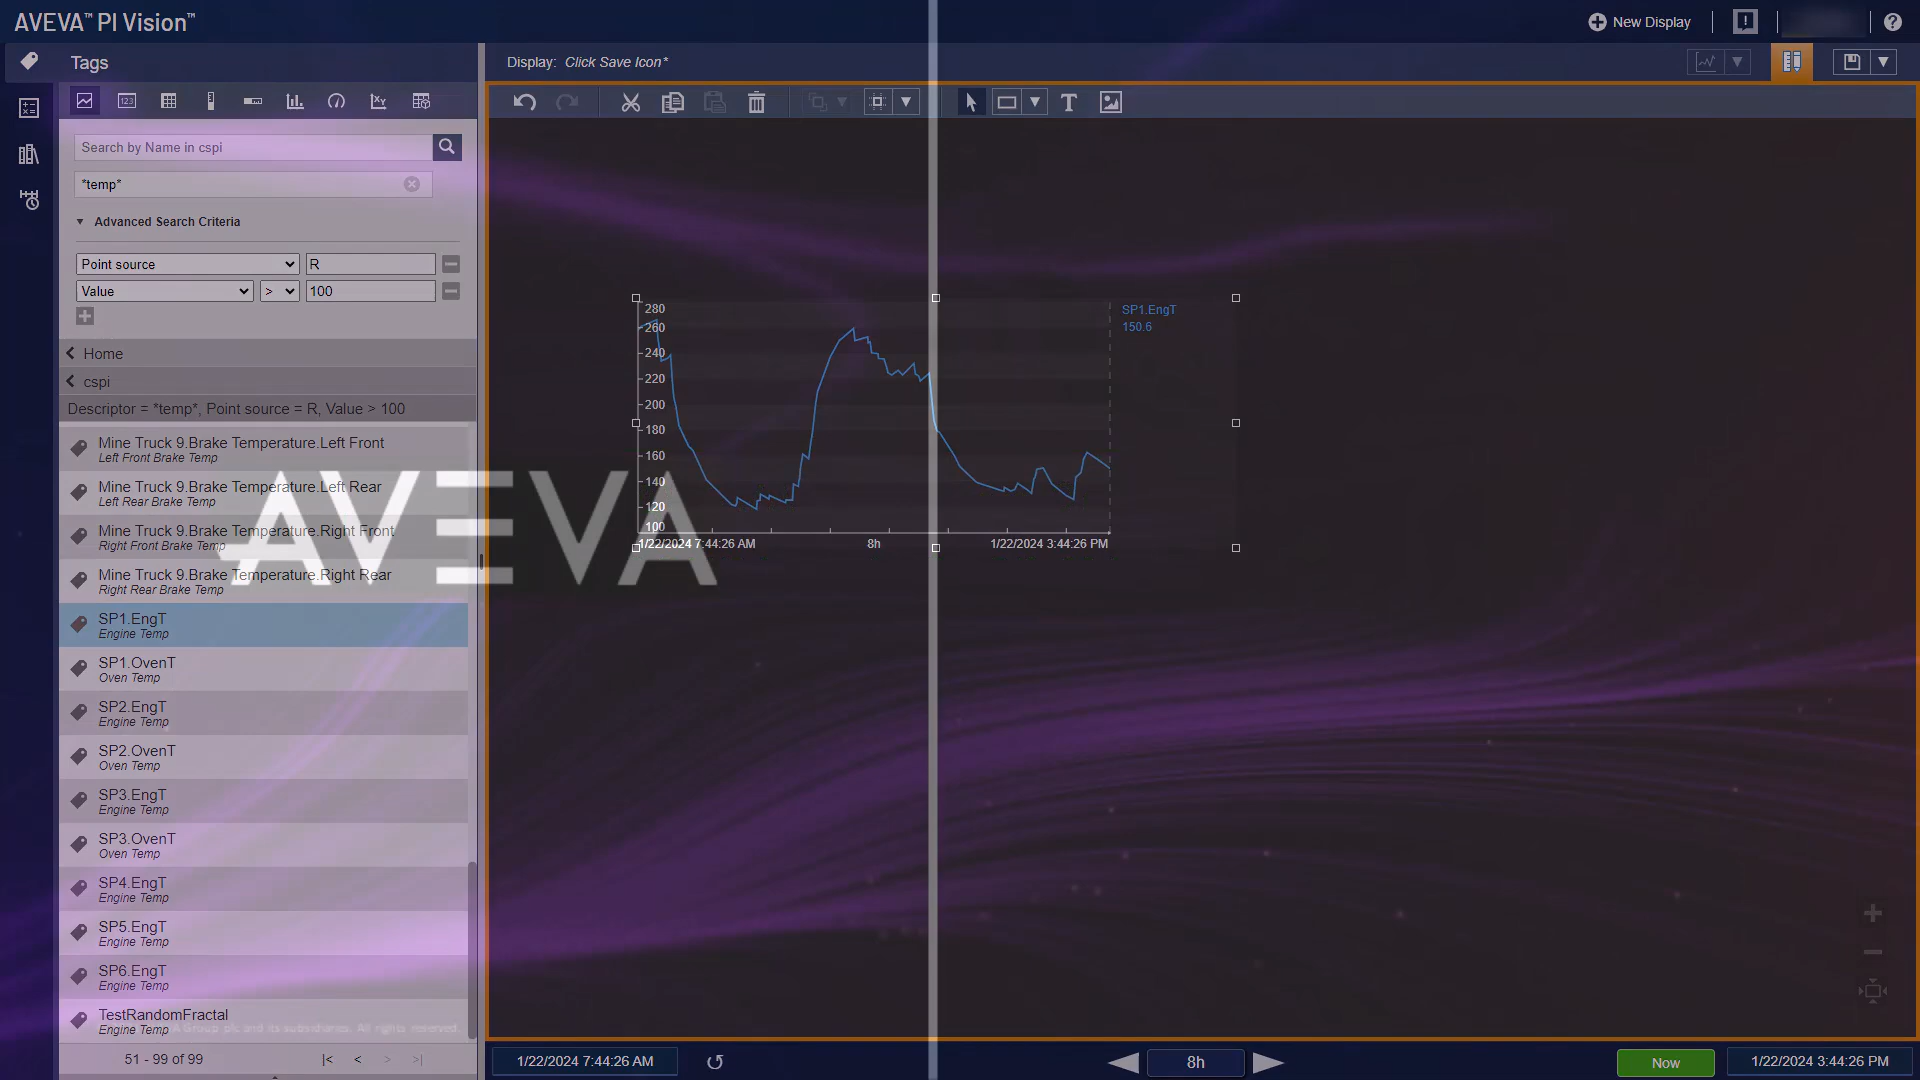 AVEVA™ PI Vision™
New Display
Tags
Display: Click Save Icon*
Search by Name in cspi
*temp*
Advanced Search Criteria
Point source R
Value > 100
Home
cspi
Descriptor = *temp*, Point source = R, Value > 100
Mine Truck 9.Brake Temperature.Left Front
Left Front Brake Temp
Mine Truck 9.Brake Temperature.Left Rear
Left Rear Brake Temp
Mine Truck 9.Brake Temperature.Right Front
Right Front Brake Temp
Mine Truck 9.Brake Temperature.Right Rear
Right Rear Brake Temp
SP1.EngT
Engine Temp
SP1.OvenT
Oven Temp
SP2.EngT
Engine Temp
SP2.OvenT
Oven Temp
SP3.EngT
Engine Temp
SP3.OvenT
Oven Temp
SP4.EngT
Engine Temp
SP5.EngT
Engine Temp
SP6.EngT
Engine Temp
TestRandomFractal
Engine Temp
A Group plc and its subsidiaries. All rights reserved.
51 - 99 of 99
AVEVA
280
260
240
220
200
180
160
140
120
100
1/22/2024 7:44:26 AM 8h 1/22/2024 3:44:26 PM
SP1.EngT
150.6
1/22/2024 7:44:26 AM 8h Now 1/22/2024 3:44:26 PM